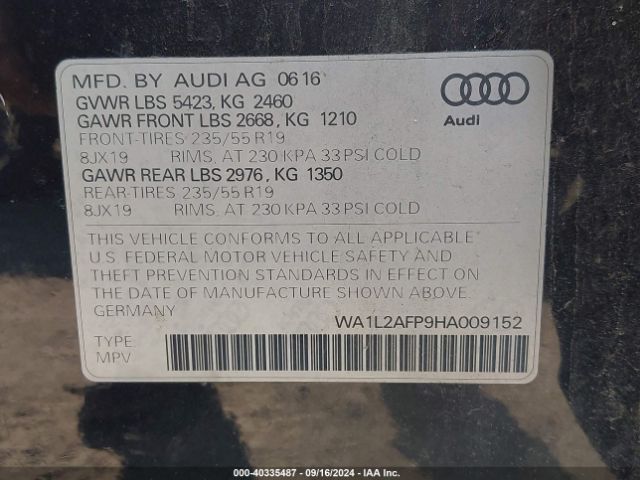 MFD. BY AUDI AG 06 16
GVWR LBS 5423, KG 2460
GAWR FRONT LBS 2668, KG 1210
FRONT-TIRES 235/55 R19
8JX19 RIMS, AT 230 KPA 33 PSI COLD
GAWR REAR LBS 2976, KG 1350
REAR-TIRES 235/55 R19
8JX19 RIMS, AT 230 KPA 33 PSI COLD
Audi
THIS VEHICLE CONFORMS TO ALL APPLICABLE
U.S. FEDERAL MOTOR VEHICLE SAFETY AND
THEFT PREVENTION STANDARDS IN EFFECT ON
THE DATE OF MANUFACTURE SHOWN ABOVE.
GERMANY
WA1L2AFP9HA009152
TYPE
MPV
000-40335487 - 09/16/2024 - IAA Inc.